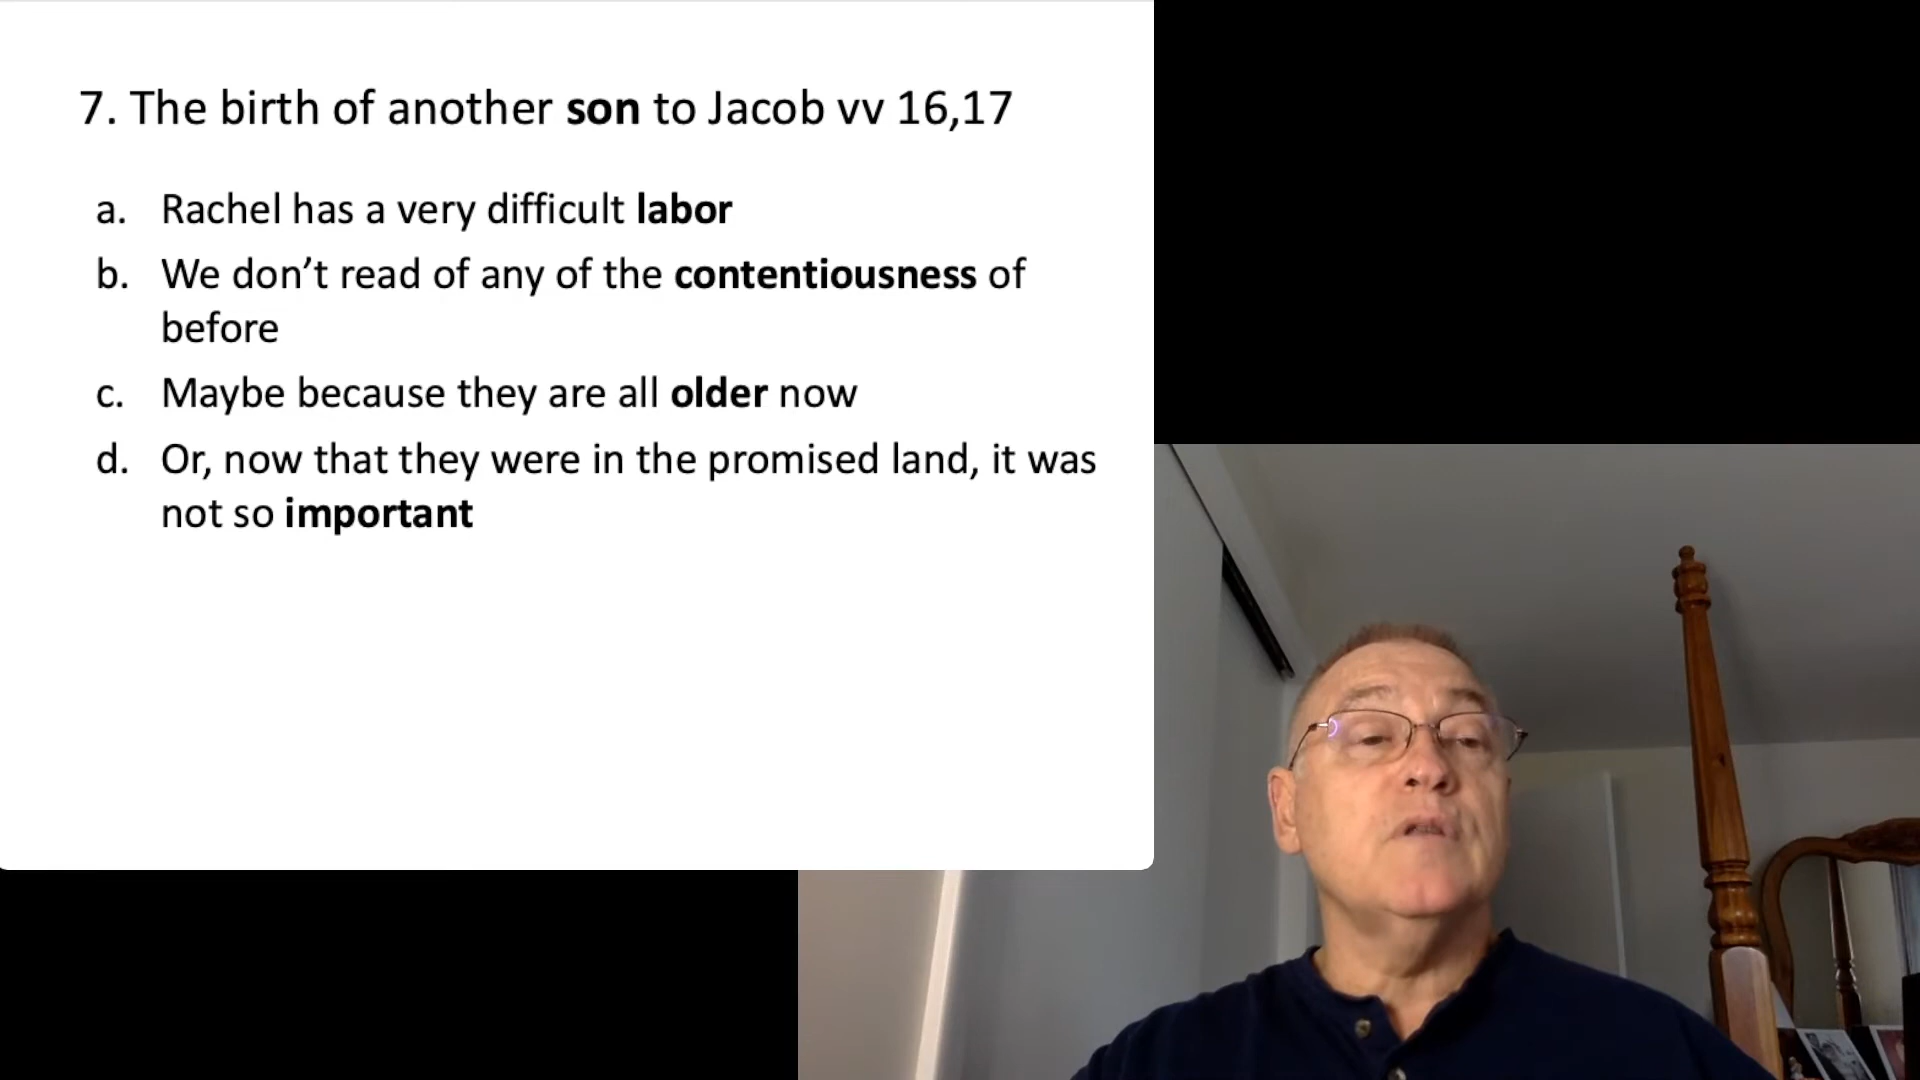 7. The birth of another son to Jacob vv 16,17
a. Rachel has a very difficult labor
b. We don’t read of any of the contentiousness of
before
c. Maybe because they are all older now
d. Or, now that they were in the promised land, it was
not so important